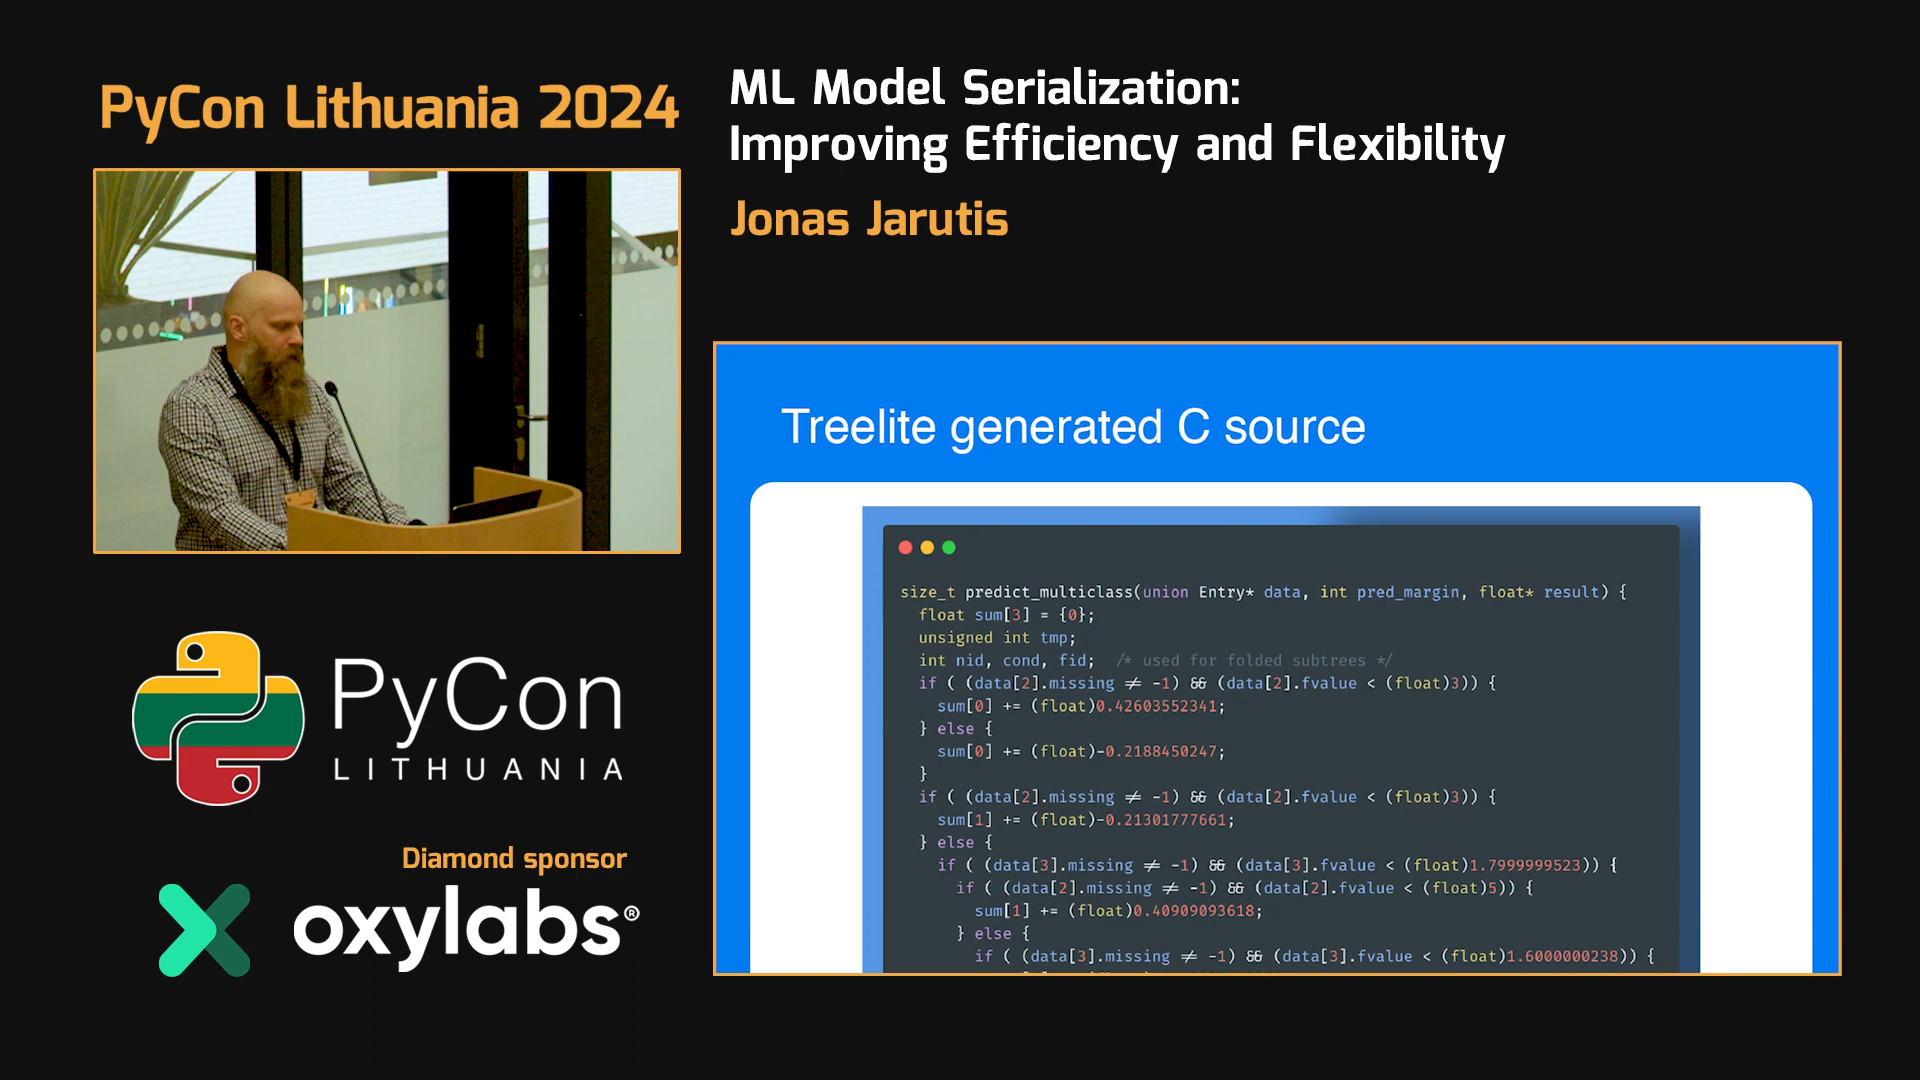 PyCon Lithuania 2024
ML Model Serialization:
Improving Efficiency and Flexibility
Jonas Jarutis
Treelite generated C source
size_t predict_multiclass(union Entry* data, int pred_margin, float* result) {
float sum[3] = {0};
unsigned int tmp;
int nid, cond, fid;  /* used for folded subtrees */
if ( (data[2].missing ≠ -1) && (data[2].fvalue < (float)3)) {
sum[0] += (float)0.42603552341;
} else {
sum[0] += (float)-0.2188450247;
}
if ( (data[2].missing ≠ -1) && (data[2].fvalue < (float)3)) {
sum[1] += (float)-0.21301777661;
} else {
if ( (data[3].missing ≠ -1) && (data[3].fvalue < (float)1.7999999523)) {
if ( (data[2].missing ≠ -1) && (data[2].fvalue < (float)5)) {
sum[1] += (float)0.40909093618;
} else {
if ( (data[3].missing ≠ -1) && (data[3].fvalue < (float)1.6000000238)) {
PyCon
LITHUANIA
Diamond sponsor
oxylabs®